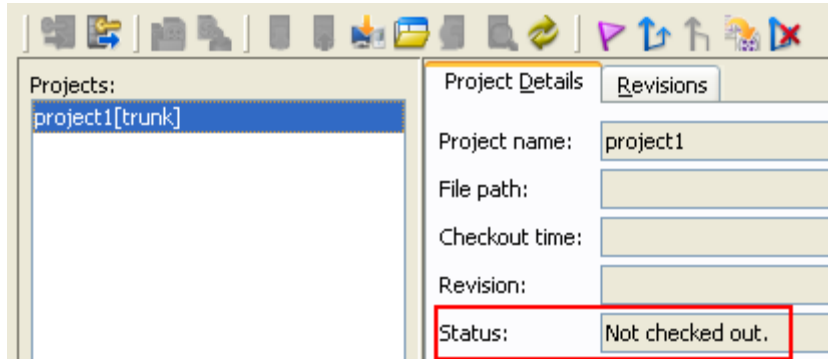 Projects:
project1[trunk]
Project Details
Revisions
Project name: project1
File path:
Checkout time:
Revision:
Status: Not checked out.